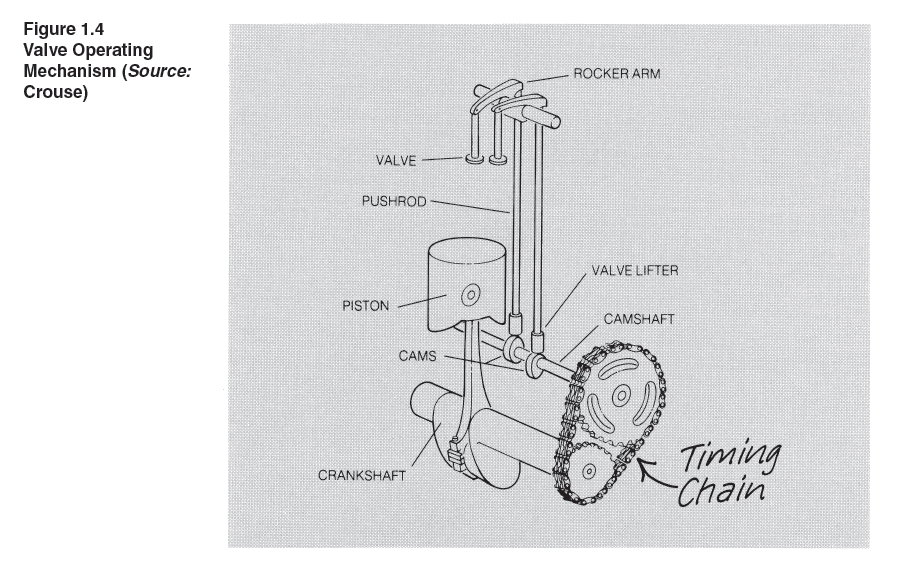 Figure 1.4
Valve Operating
Mechanism (Source:
Crouse)
ROCKER ARM
VALVE
PUSHROD
VALVE LIFTER
PISTON
CAMSHAFT
CAMS
Timing
Chain
CRANKSHAFT